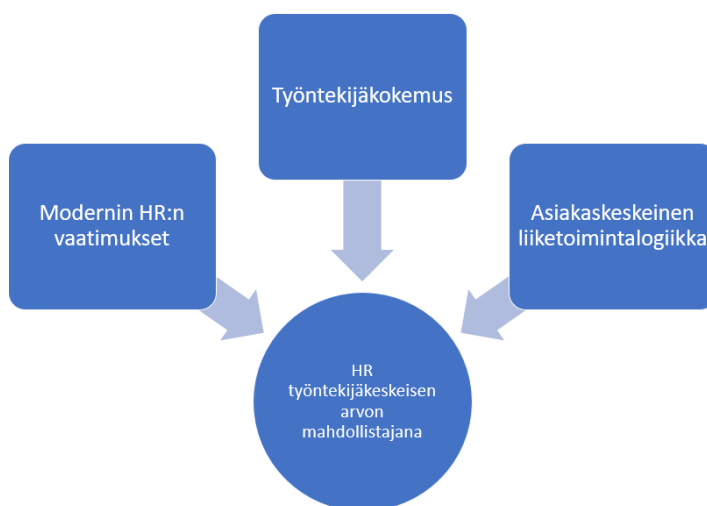 Työntekijäkokemus
Modernin HR:n
vaatimukset
Asiakaskeskeinen
liiketoimintalogiikka
HR
työntekijäkeskeisen
arvon
mahdollistajana